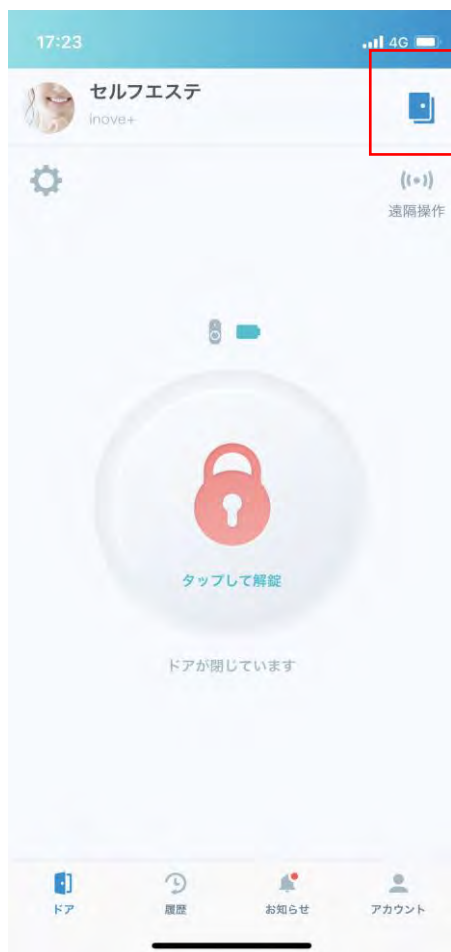 17:23
4G
セルフエステ
inove+
遠隔操作
タップして解錠
ドアが閉じています
ドア
履歴
お知らせ
アカウント